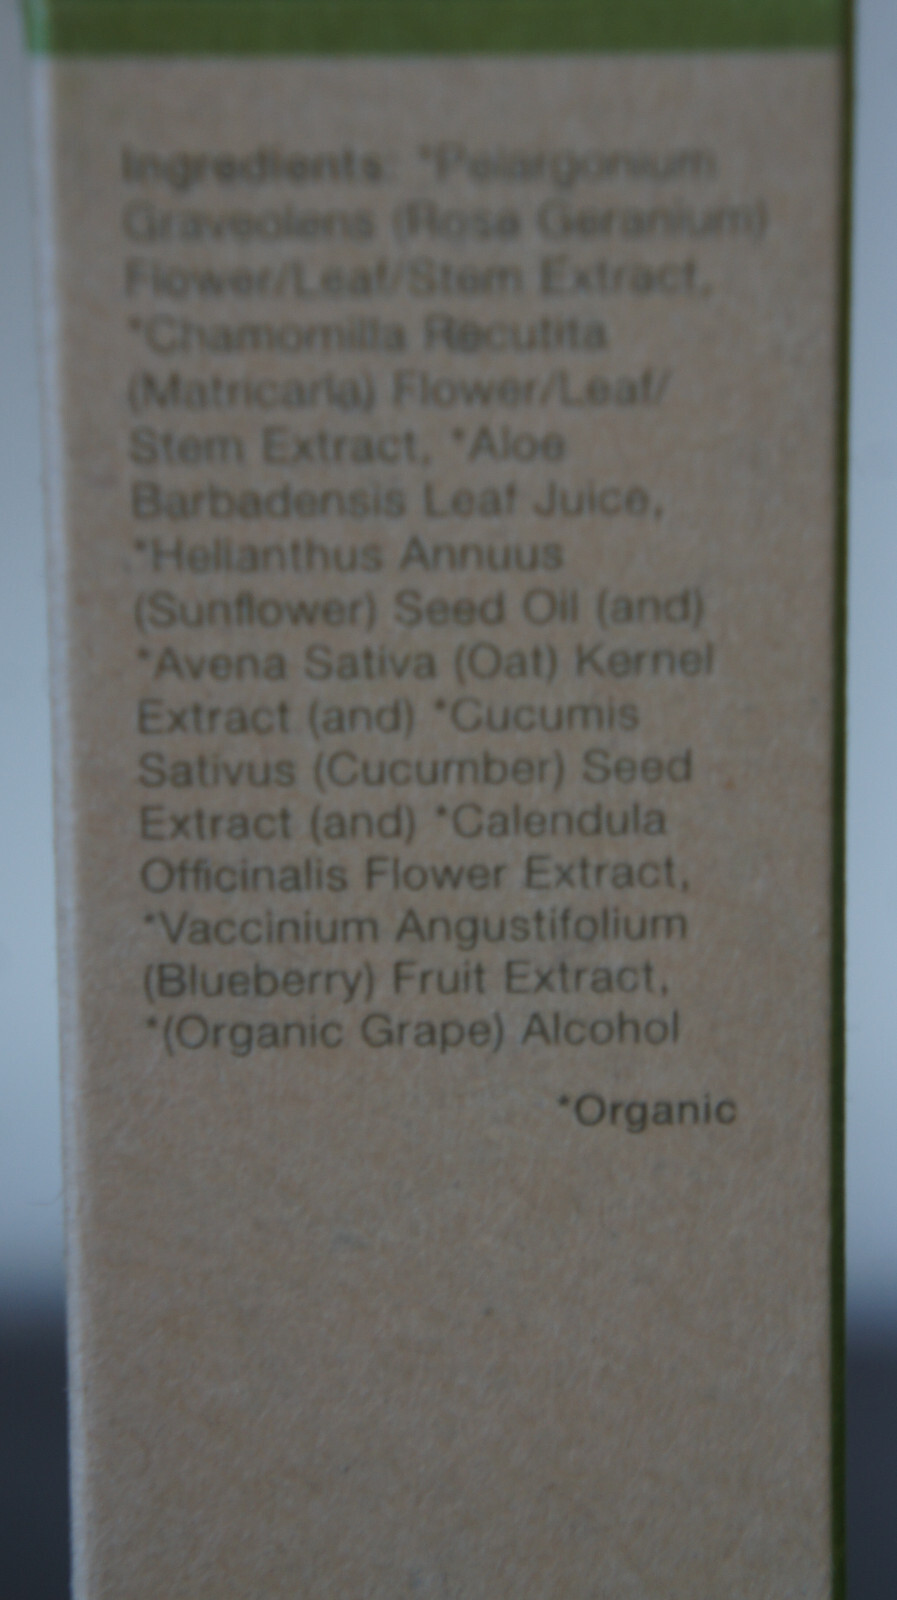 Ingredients: *Pelargonium
Graveolens (Rose Geranium)
Flower/Leaf/Stem Extract,
*Chamomilla Recutita
(Matricaria) Flower/Leaf/
Stem Extract, *Aloe
Barbadensis Leaf Juice,
*Helianthus Annuus
(Sunflower) Seed Oil (and)
*Avena Sativa (Oat) Kernel
Extract (and) *Cucumis
Sativus (Cucumber) Seed
Extract (and) *Calendula
Officinalis Flower Extract,
*Vaccinium Angustifolium
(Blueberry) Fruit Extract,
*(Organic Grape) Alcohol
*Organic